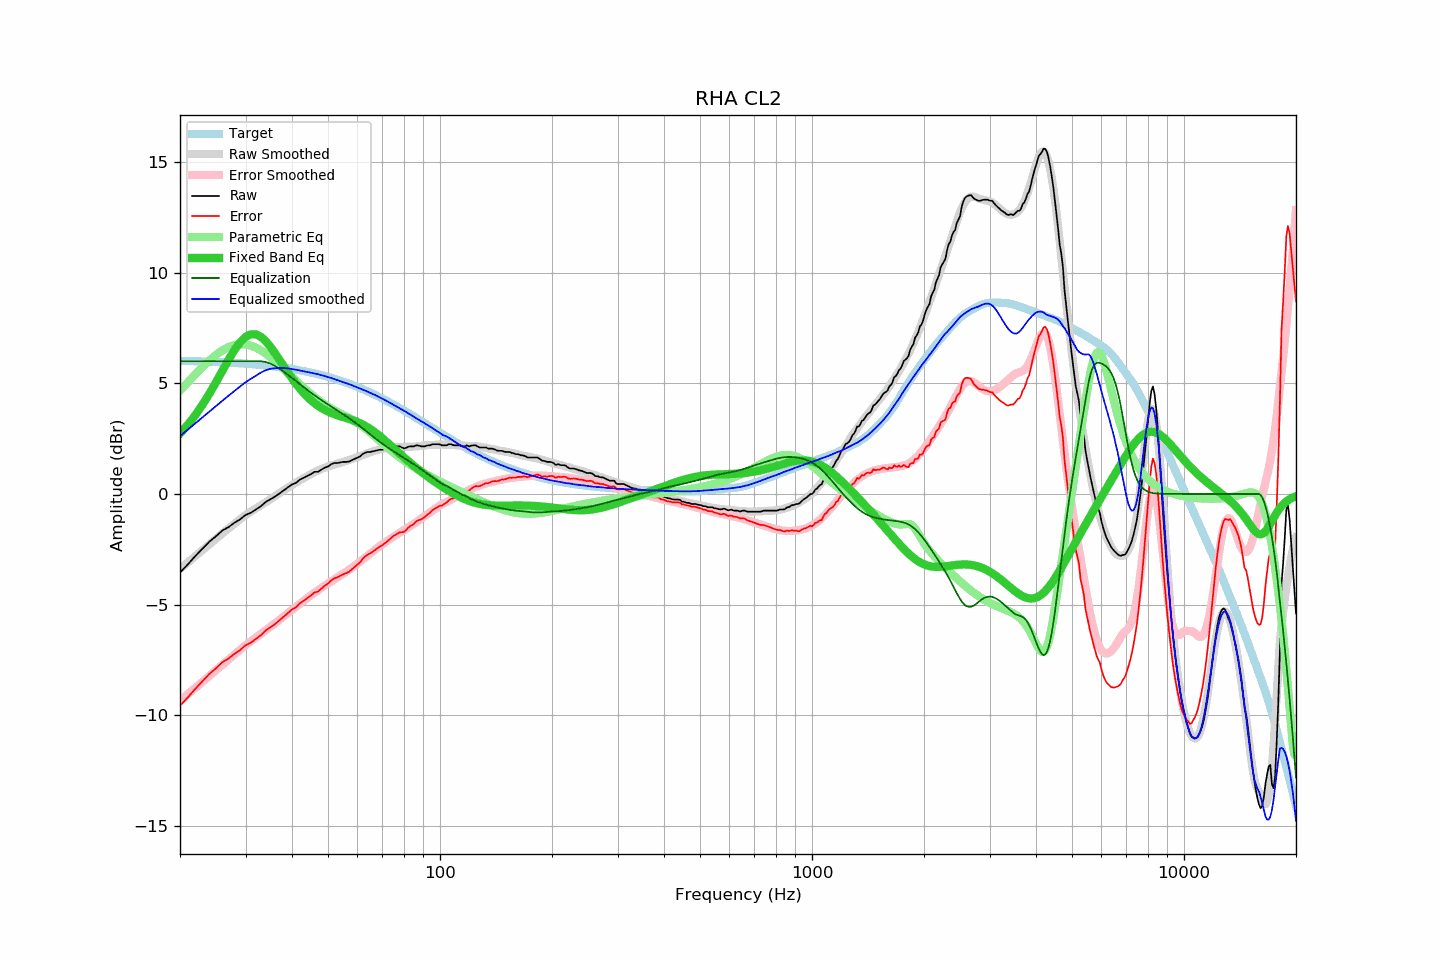 RHA CL2
Target
Raw Smoothed
Error Smoothed
Raw
Error
Parametric Eq
Fixed Band Eq
Equalization
Equalized smoothed
Amplitude (dBr)
15
10
5
0
−5
−10
−15
100
1000
10000
Frequency (Hz)